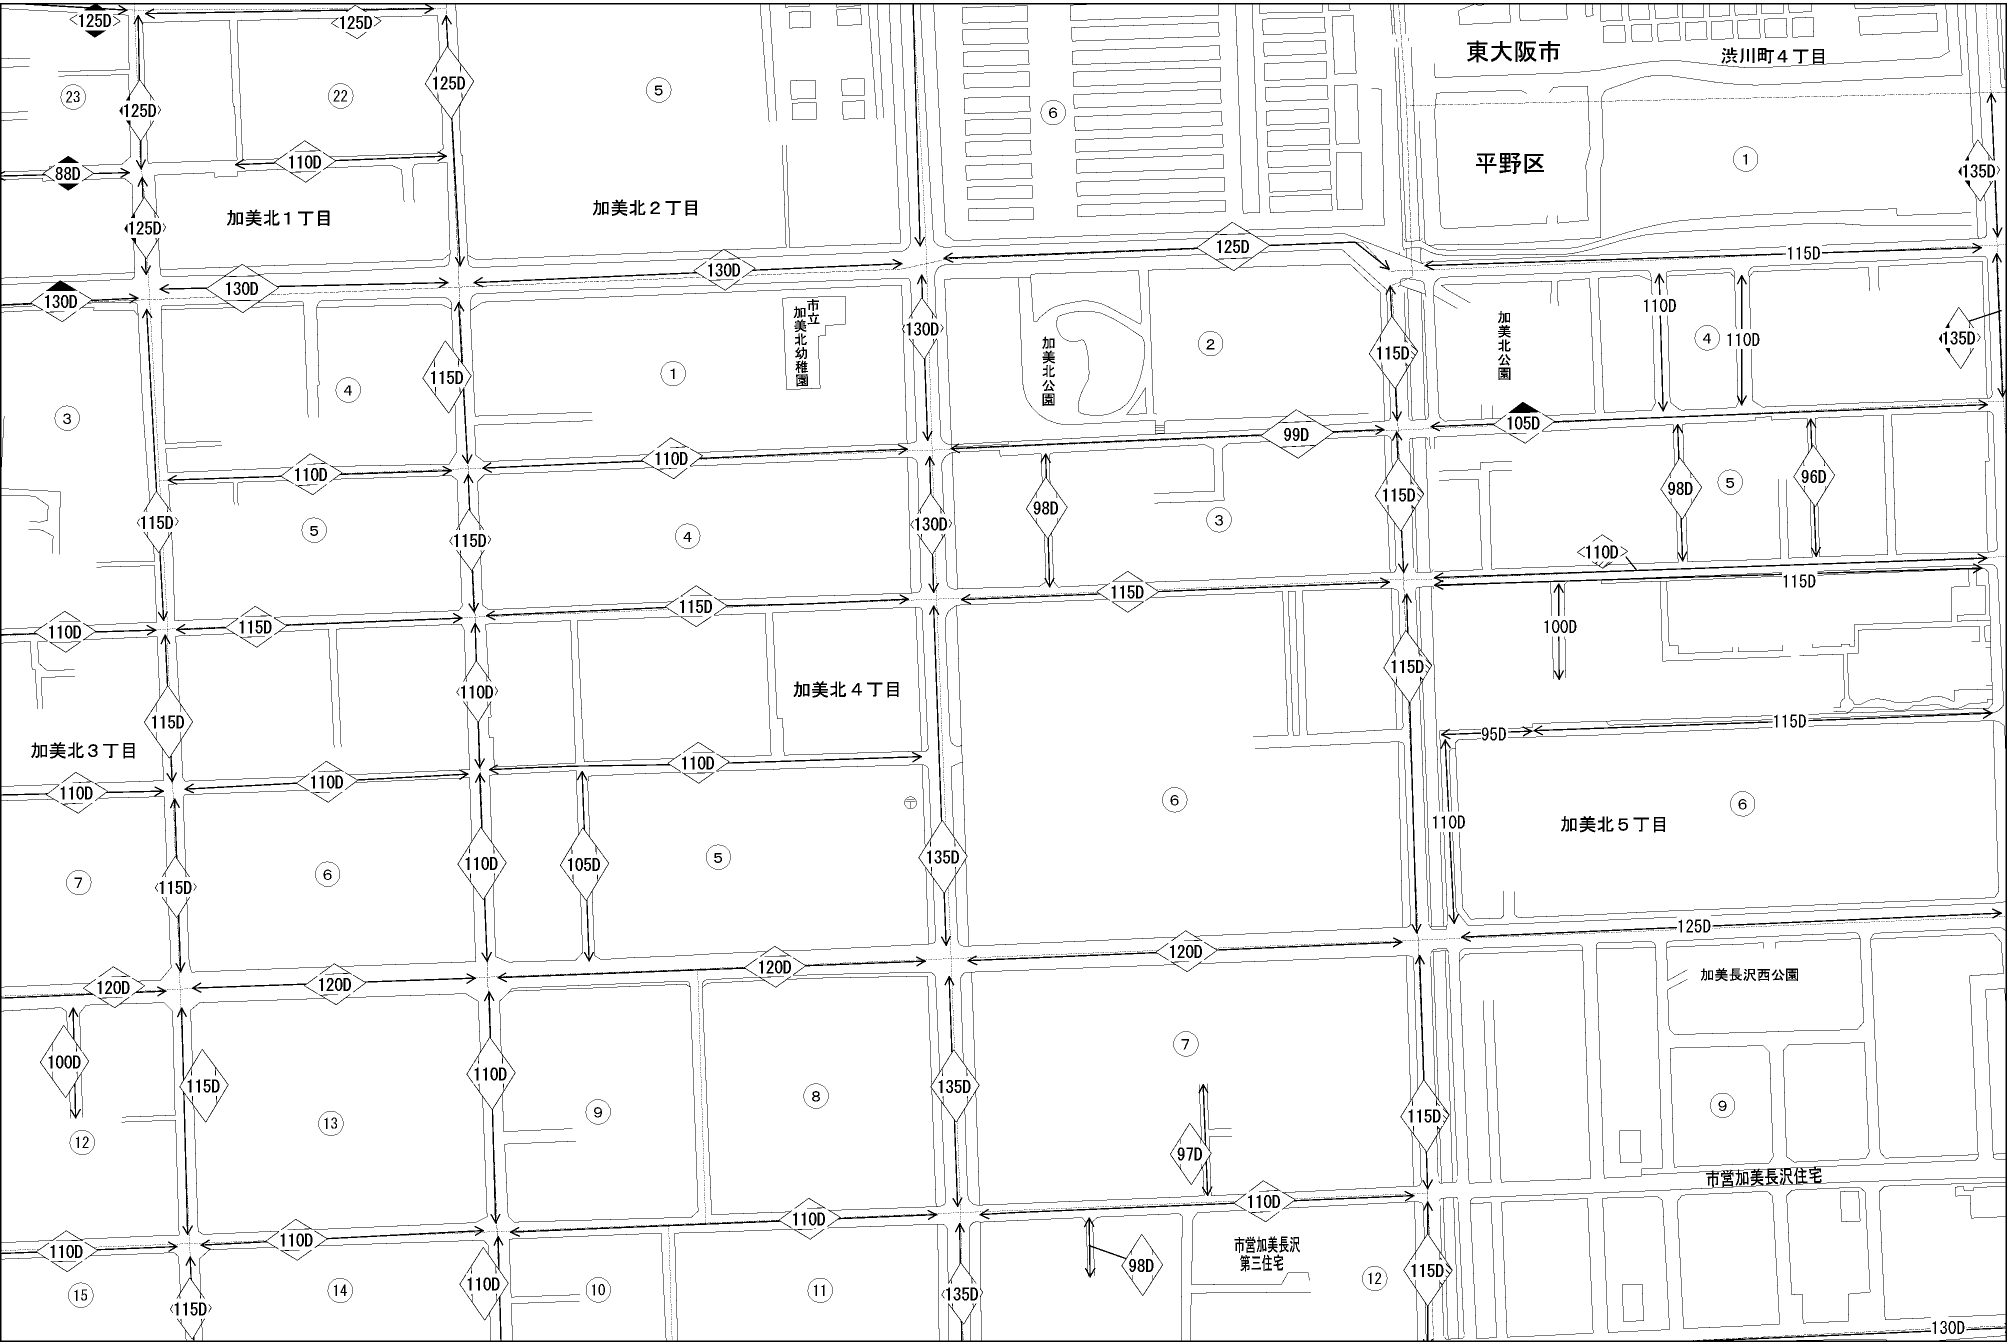 125D
125D
125D
125D
東大阪市
渋川町４丁目
23
22
5
6
88D
110D
平野区
1
135D
加美北１丁目
加美北２丁目
125D
125D
130D
130D
130D
125D
115D
市立
加美北幼稚園
130D
加美北公園
2
115D
加美北公園
110D
110D
4
135D
3
4
115D
1
105D
99D
110D
110D
115D
5
115D
4
130D
98D
3
115D
98D
5
96D
110D
115D
110D
115D
115D
115D
100D
115D
110D
加美北４丁目
115D
加美北３丁目
95D
115D
110D
110D
110D
〒
6
6
110D
加美北５丁目
7
115D
6
110D
105D
5
135D
125D
120D
120D
120D
120D
加美長沢西公園
100D
115D
110D
135D
7
9
12
13
9
8
115D
97D
市営加美長沢住宅
110D
110D
110D
110D
市営加美長沢
第三住宅
98D
12
115D
15
115D
14
110D
10
11
135D
130D